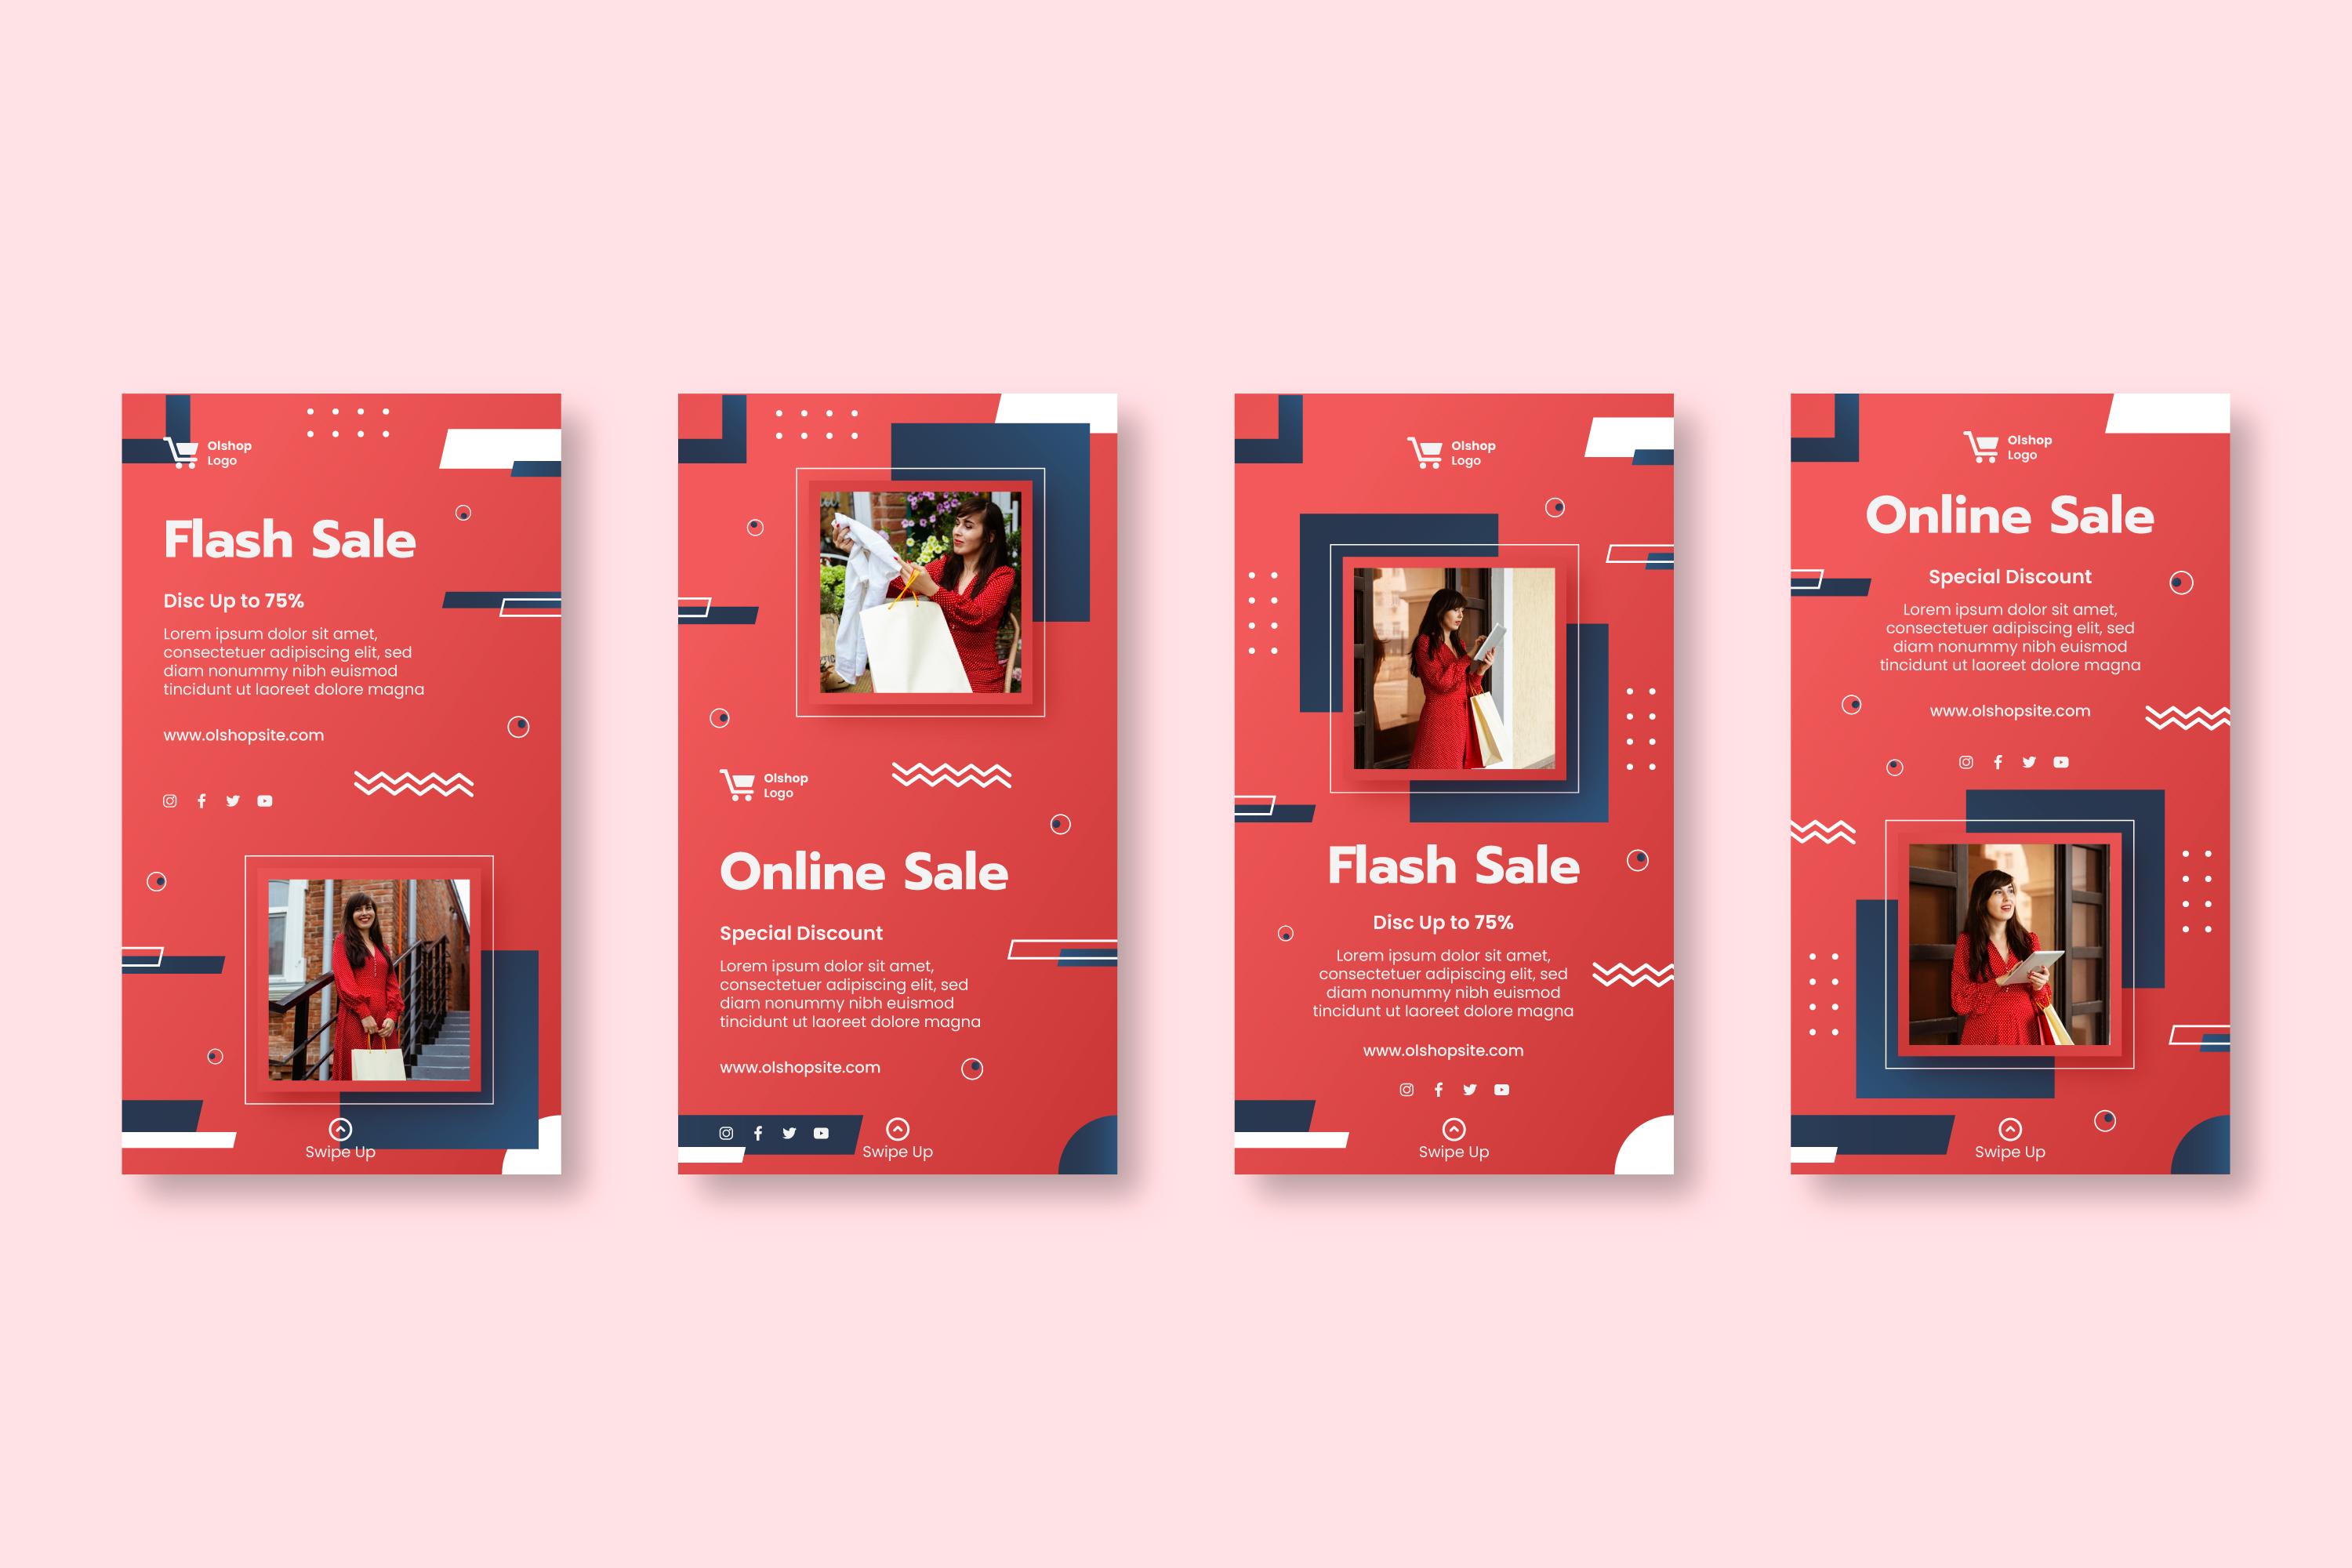 Olshop
Logo
Flash Sale
Disc Up to 75%
Lorem ipsum dolor sit amet,
consectetuer adipiscing elit, sed
diam nonummy nibh euismod
tincidunt ut laoreet dolore magna
www.olshopsite.com
Swipe Up
Olshop
Logo
Online Sale
Special Discount
Lorem ipsum dolor sit amet,
consectetuer adipiscing elit, sed
diam nonummy nibh euismod
tincidunt ut laoreet dolore magna
www.olshopsite.com
Swipe Up
Olshop
Logo
Flash Sale
Disc Up to 75%
Lorem ipsum dolor sit amet,
consectetuer adipiscing elit, sed
diam nonummy nibh euismod
tincidunt ut laoreet dolore magna
www.olshopsite.com
Swipe Up
Olshop
Logo
Online Sale
Special Discount
Lorem ipsum dolor sit amet,
consectetuer adipiscing elit, sed
diam nonummy nibh euismod
tincidunt ut laoreet dolore magna
www.olshopsite.com
Swipe Up